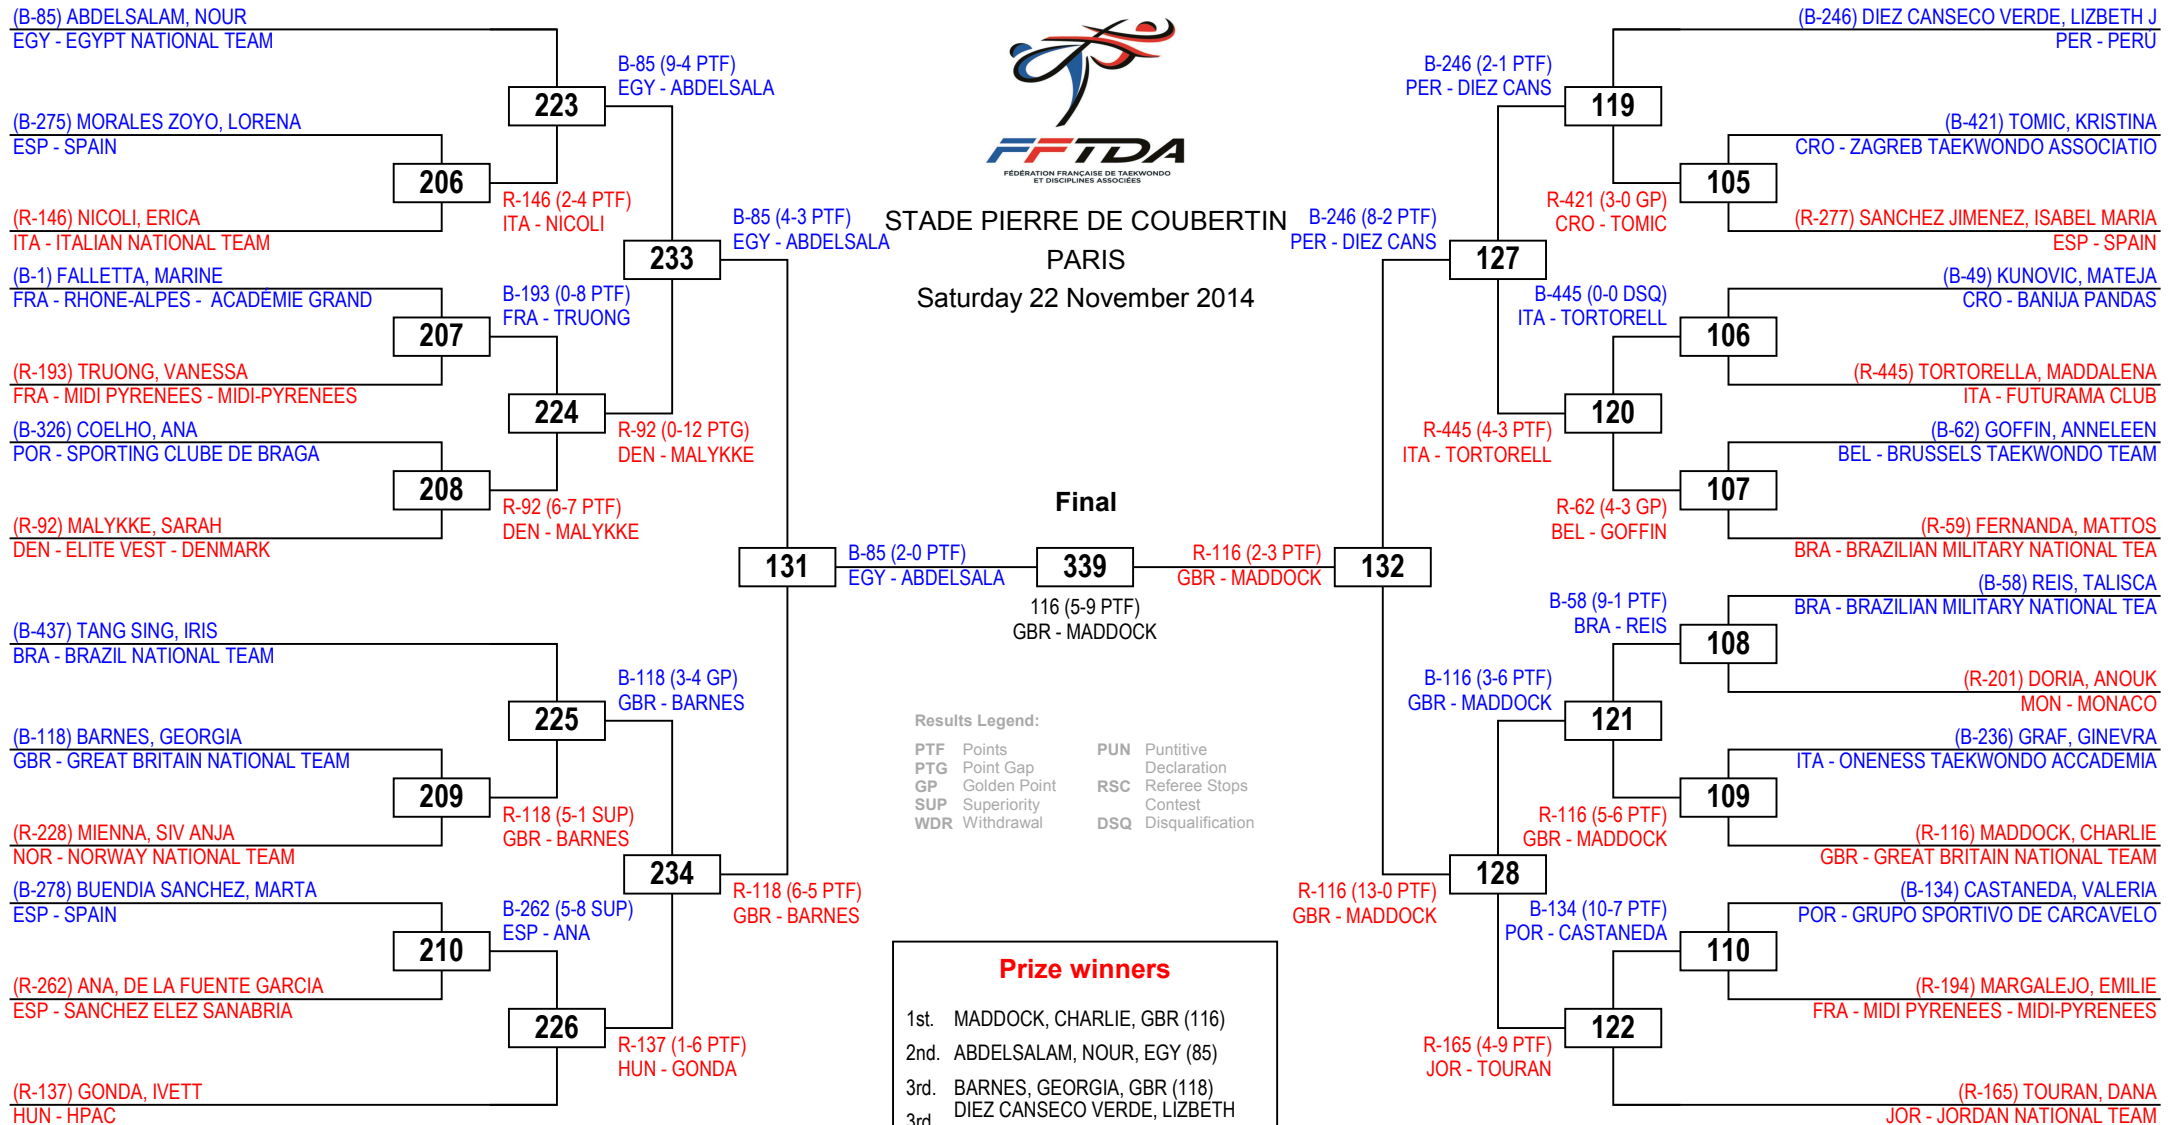 (B-85) ABDELSALAM, NOUR
EGY - EGYPT NATIONAL TEAM
(B-275) MORALES ZOYO, LORENA
ESP - SPAIN
(R-146) NICOLI, ERICA
ITA - ITALIAN NATIONAL TEAM
(B-1) FALLETTA, MARINE
FRA - RHONE-ALPES - ACADÉMIE GRAND
(R-193) TRUONG, VANESSA
FRA - MIDI PYRENEES - MIDI-PYRENEES
(B-326) COELHO, ANA
POR - SPORTING CLUBE DE BRAGA
(R-92) MALYKKE, SARAH
DEN - ELITE VEST - DENMARK
(B-437) TANG SING, IRIS
BRA - BRAZIL NATIONAL TEAM
(B-118) BARNES, GEORGIA
GBR - GREAT BRITAIN NATIONAL TEAM
(R-228) MIENNA, SIV ANJA
NOR - NORWAY NATIONAL TEAM
(B-278) BUENDIA SANCHEZ, MARTA
ESP - SPAIN
(R-262) ANA, DE LA FUENTE GARCIA
ESP - SANCHEZ ELEZ SANABRIA
(R-137) GONDA, IVETT
HUN - HPAC
206
207
208
209
210
R-146 (2-4 PTF)
ITA - NICOLI
B-193 (0-8 PTF)
FRA - TRUONG
R-92 (6-7 PTF)
DEN - MALYKKE
R-118 (5-1 SUP)
GBR - BARNES
B-262 (5-8 SUP)
ESP - ANA
223
224
225
226
B-85 (9-4 PTF)
EGY - ABDELSALA
R-92 (0-12 PTG)
DEN - MALYKKE
B-118 (3-4 GP)
GBR - BARNES
R-137 (1-6 PTF)
HUN - GONDA
233
234
B-85 (4-3 PTF)
EGY - ABDELSALA
R-118 (6-5 PTF)
GBR - BARNES
131
B-85 (2-0 PTF)
EGY - ABDELSALA
FFTDA
FÉDÉRATION FRANÇAISE DE TAEKWONDO
ET DISCIPLINES ASSOCIÉES
STADE PIERRE DE COUBERTIN
PARIS
Saturday 22 November 2014
Final
339
116 (5-9 PTF)
GBR - MADDOCK
Results Legend:
PTF Points
PTG Point Gap
GP Golden Point
SUP Superiority
WDR Withdrawal
PUN Puntitive
Declaration
RSC Referee Stops
Contest
DSQ Disqualification
Prize winners
1st. MADDOCK, CHARLIE, GBR (116)
2nd. ABDELSALAM, NOUR, EGY (85)
3rd. BARNES, GEORGIA, GBR (118)
3rd. DIEZ CANSECO VERDE, LIZBETH
R-116 (2-3 PTF)
GBR - MADDOCK
132
B-246 (8-2 PTF)
PER - DIEZ CANS
R-116 (13-0 PTF)
GBR - MADDOCK
127
128
B-246 (2-1 PTF)
PER - DIEZ CANS
R-445 (4-3 PTF)
ITA - TORTORELL
B-116 (3-6 PTF)
GBR - MADDOCK
R-165 (4-9 PTF)
JOR - TOURAN
119
120
121
122
R-421 (3-0 GP)
CRO - TOMIC
B-445 (0-0 DSQ)
ITA - TORTORELL
R-62 (4-3 GP)
BEL - GOFFIN
B-58 (9-1 PTF)
BRA - REIS
R-116 (5-6 PTF)
GBR - MADDOCK
B-134 (10-7 PTF)
POR - CASTANEDA
105
106
107
108
109
110
(B-246) DIEZ CANSECO VERDE, LIZBETH J
PER - PERÚ
(B-421) TOMIC, KRISTINA
CRO - ZAGREB TAEKWONDO ASSOCIATIO
(R-277) SANCHEZ JIMENEZ, ISABEL MARIA
ESP - SPAIN
(B-49) KUNOVIC, MATEJA
CRO - BANIJA PANDAS
(R-445) TORTORELLA, MADDALENA
ITA - FUTURAMA CLUB
(B-62) GOFFIN, ANNELEEN
BEL - BRUSSELS TAEKWONDO TEAM
(R-59) FERNANDA, MATTOS
BRA - BRAZILIAN MILITARY NATIONAL TEA
(B-58) REIS, TALISCA
BRA - BRAZILIAN MILITARY NATIONAL TEA
(R-201) DORIA, ANOUK
MON - MONACO
(B-236) GRAF, GINEVRA
ITA - ONENESS TAEKWONDO ACCADEMIA
(R-116) MADDOCK, CHARLIE
GBR - GREAT BRITAIN NATIONAL TEAM
(B-134) CASTANEDA, VALERIA
POR - GRUPO SPORTIVO DE CARCAVELO
(R-194) MARGALEJO, EMILIE
FRA - MIDI PYRENEES - MIDI-PYRENEES
(R-165) TOURAN, DANA
JOR - JORDAN NATIONAL TEAM